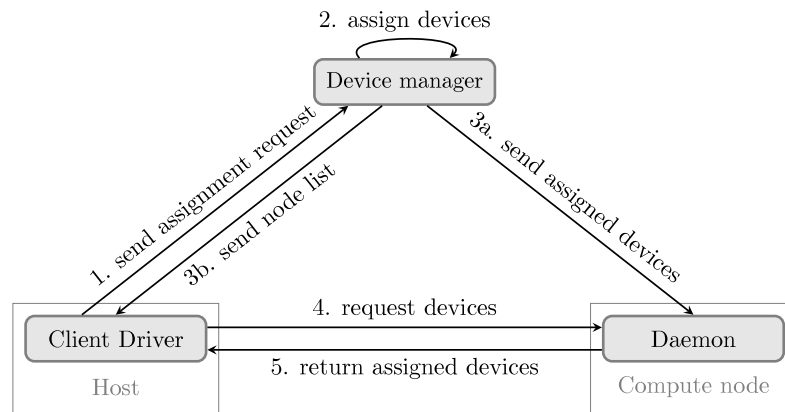 2. assign devices
Device manager
1. send assignment request
3b. send node list
3a. send assigned devices
4. request devices
Client Driver
Daemon
5. return assigned devices
Host
Compute node